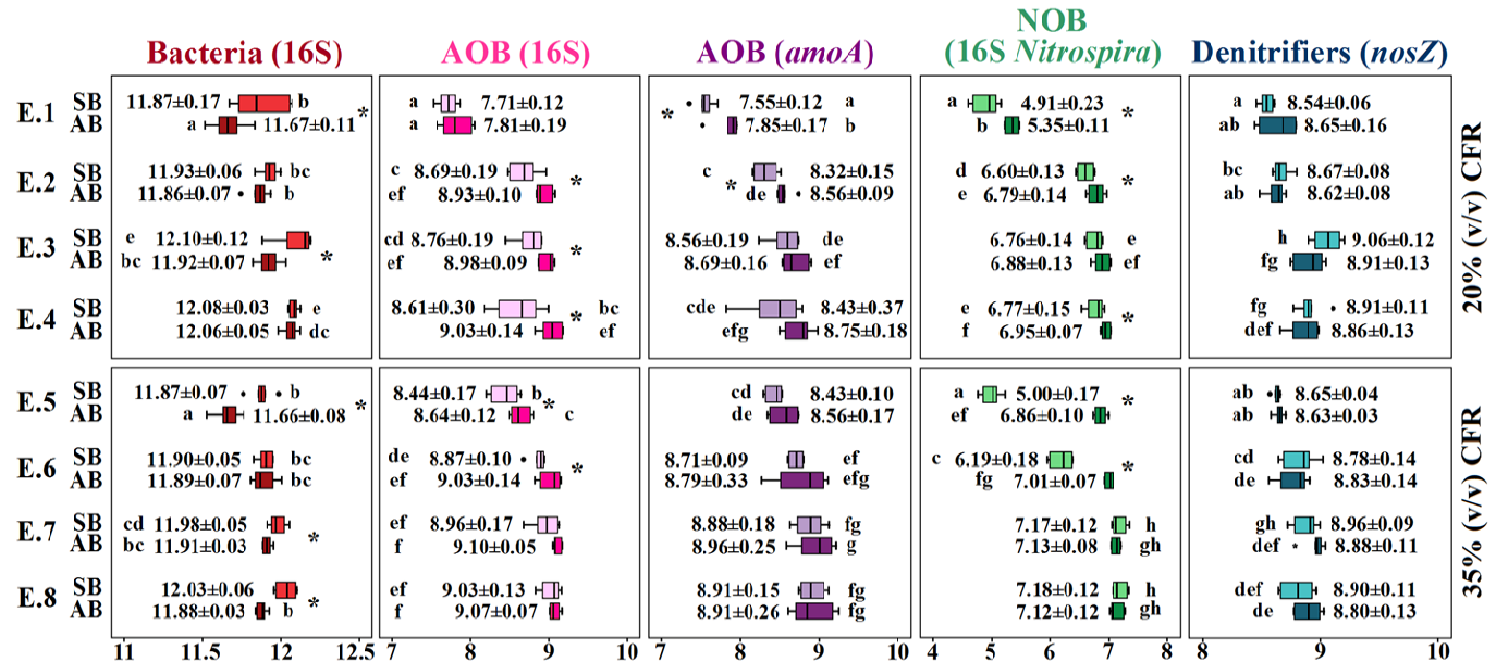 NOB
Bacteria (16S) AOB (16S) AOB (amoA) (16S Nitrospira) Denitrifiers (nosZ)
E.1 SB 11.87±0.17 b * a 7.71±0.12 * 7.55±0.12 a a 4.91±0.23 * a 8.54±0.06
AB a 11.67±0.11 a 7.81±0.19 7.85±0.17 b b 5.35±0.11 ab 8.65±0.16
E.2 SB 11.93±0.06 bc c 8.69±0.19 * c 8.32±0.15 d 6.60±0.13 * bc 8.67±0.08
AB 11.86±0.07 b ef 8.93±0.10 * de 8.56±0.09 e 6.79±0.14 ab 8.62±0.08
E.3 SB e 12.10±0.12 * cd 8.76±0.19 * 8.56±0.19 de 6.76±0.14 e h 9.06±0.12
AB bc 11.92±0.07 ef 8.98±0.09 8.69±0.16 ef 6.88±0.13 ef fg 8.91±0.13
E.4 SB 12.08±0.03 e 8.61±0.30 * bc cde 8.43±0.37 e 6.77±0.15 * fg 8.91±0.11
AB 12.06±0.05 dc 9.03±0.14 ef efg 8.75±0.18 f 6.95±0.07 def 8.86±0.13
20% (v/v) CFR
E.5 SB 11.87±0.07 b * 8.44±0.17 b * cd 8.43±0.10 a 5.00±0.17 * ab 8.65±0.04
AB a 11.66±0.08 8.64±0.12 c de 8.56±0.17 ef 6.86±0.10 ab 8.63±0.03
E.6 SB 11.90±0.05 bc de 8.87±0.10 * 8.71±0.09 ef c 6.19±0.18 * cd 8.78±0.14
AB 11.89±0.07 bc ef 9.03±0.14 8.79±0.33 efg fg 7.01±0.07 de 8.83±0.14
E.7 SB cd 11.98±0.05 * ef 8.96±0.17 8.88±0.18 fg 7.17±0.12 h gh 8.96±0.09
AB bc 11.91±0.03 f 9.10±0.05 8.96±0.25 g 7.13±0.08 gh def 8.88±0.11
E.8 SB 12.03±0.06 * ef 9.03±0.13 8.91±0.15 fg 7.18±0.12 h def 8.90±0.11
AB 11.88±0.03 b f 9.07±0.07 8.91±0.26 fg 7.12±0.12 gh de 8.80±0.13
35% (v/v) CFR
11 11.5 12 12.5 7 8 9 10 7 8 9 10 4 5 6 7 8 8 9 10